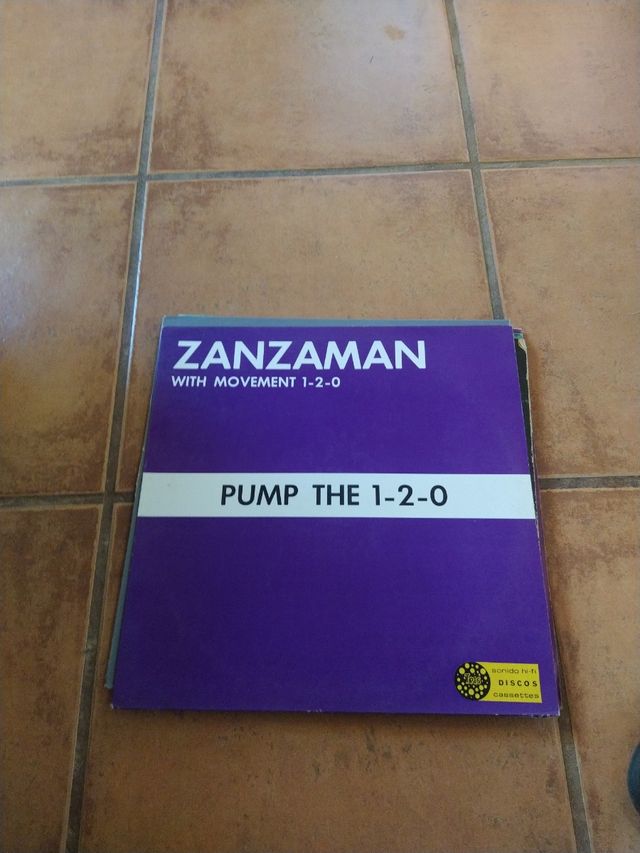 ZANZAMAN
WITH MOVEMENT 1-2-0
PUMP THE 1-2-0
sonido hi-fi
DISCOS
cassettes